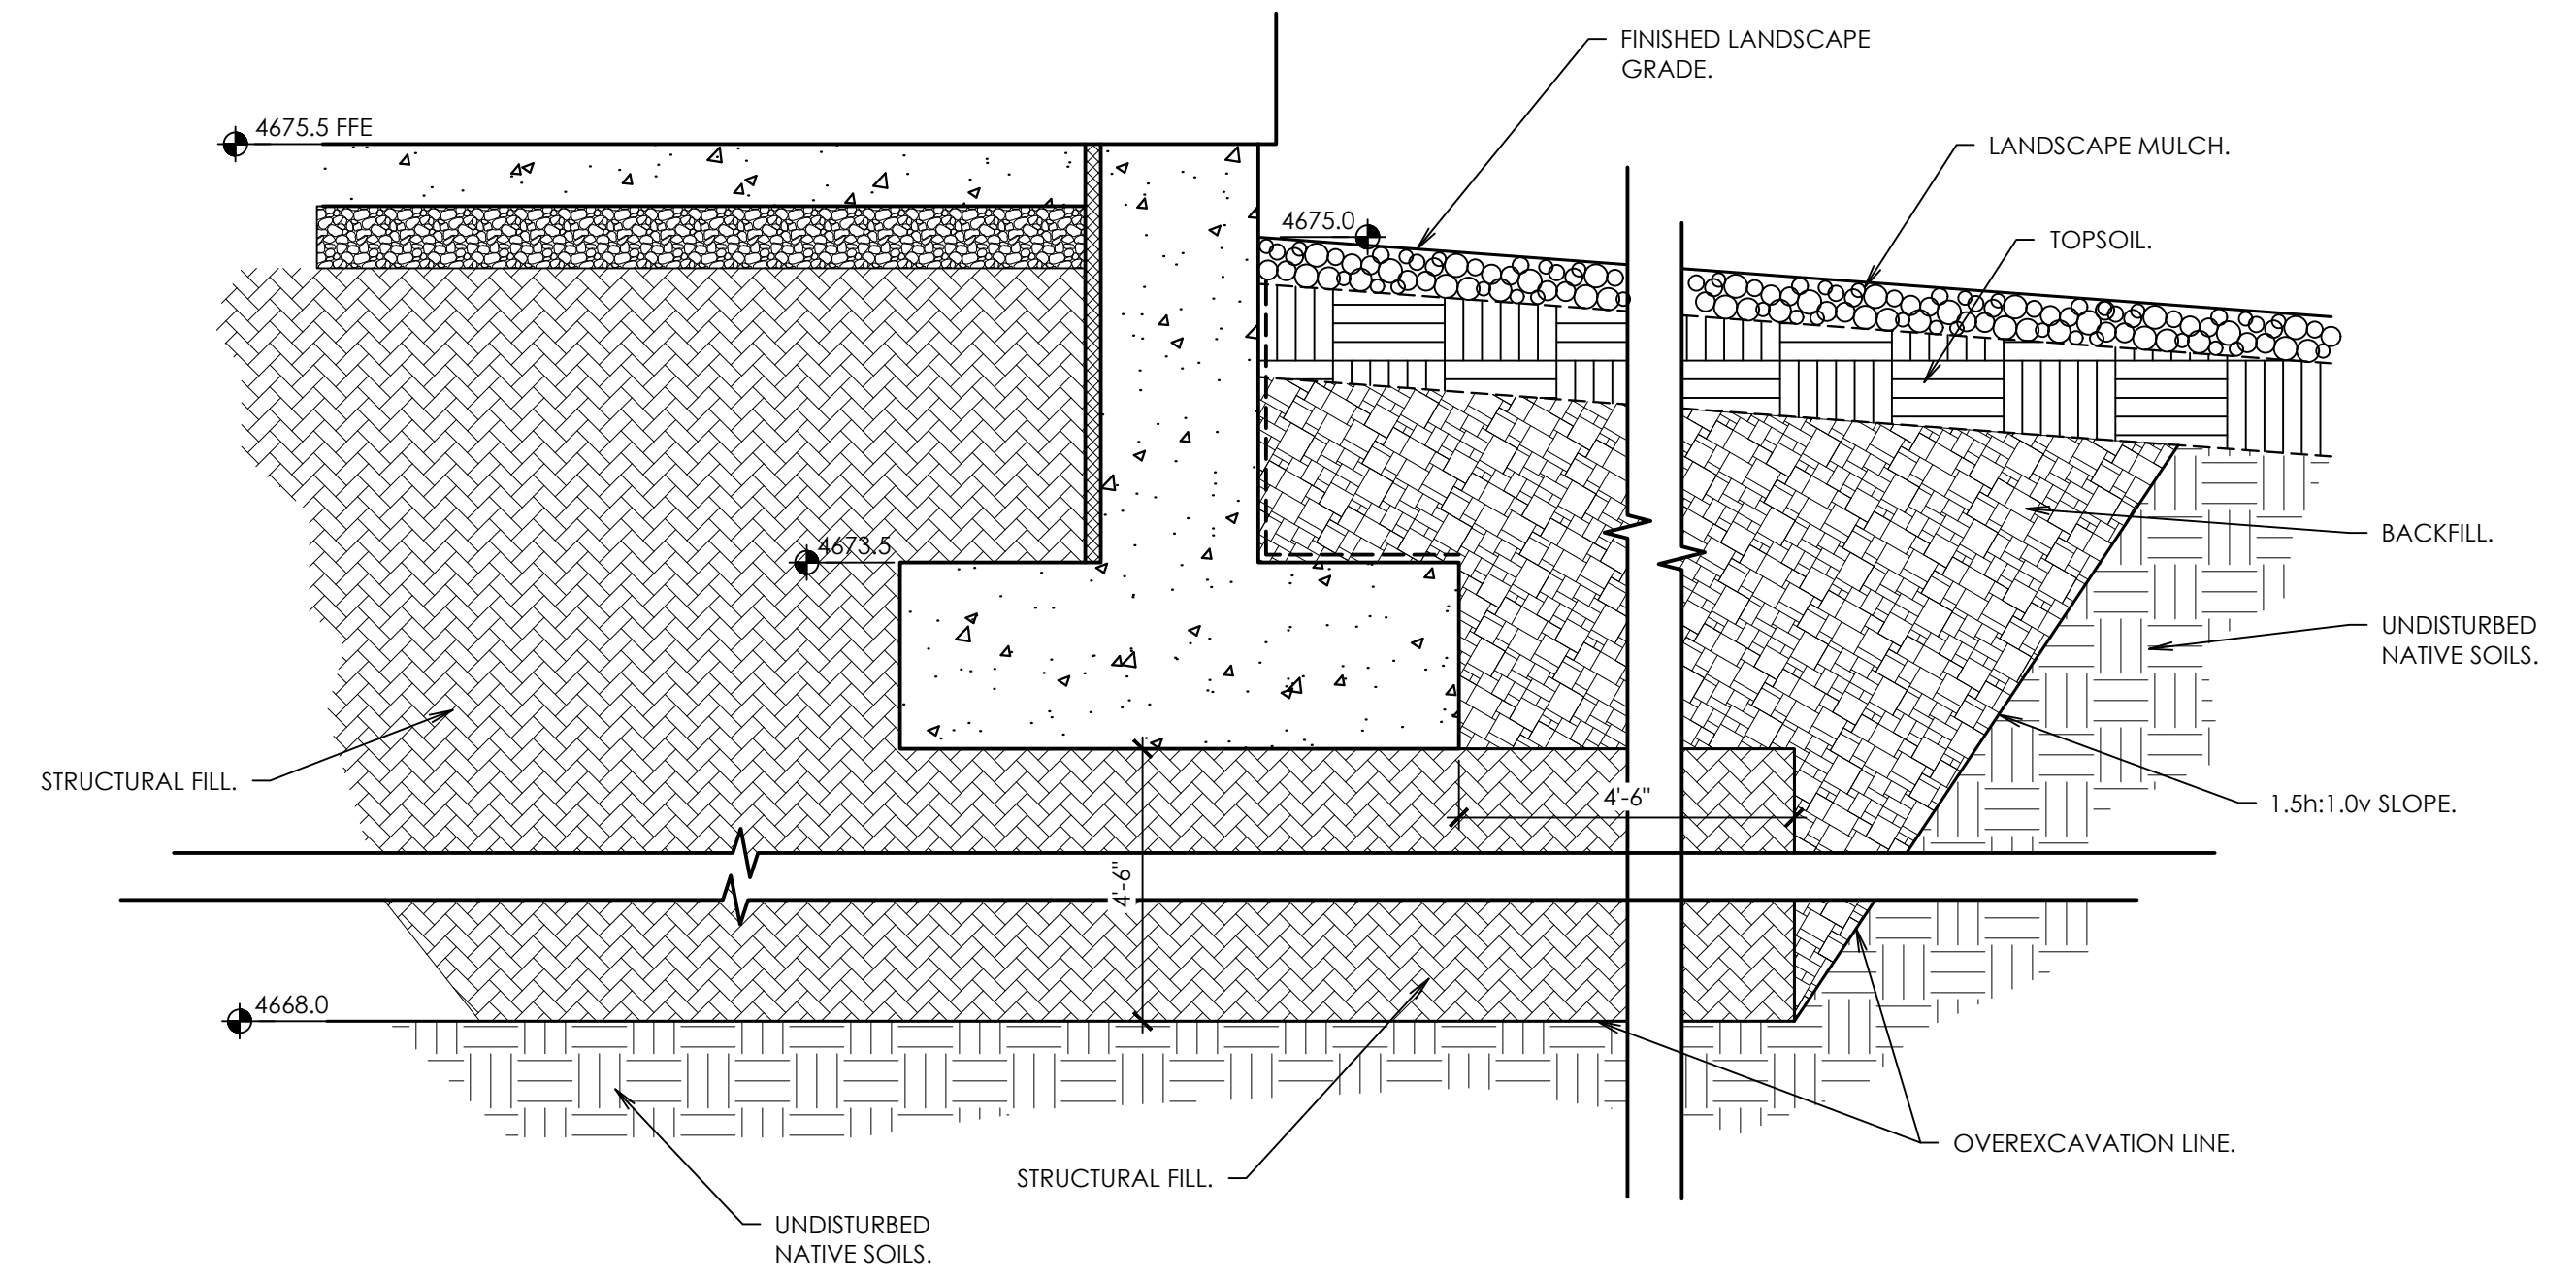 FINISHED LANDSCAPE
GRADE.
4675.5 FFE
LANDSCAPE MULCH.
4675.0
TOPSOIL.
BACKFILL.
4673.5
UNDISTURBED
NATIVE SOILS.
STRUCTURAL FILL.
4'-6"
1.5h:1.0v SLOPE.
4'-6"
4668.0
OVEREXCAVATION LINE.
STRUCTURAL FILL.
UNDISTURBED
NATIVE SOILS.